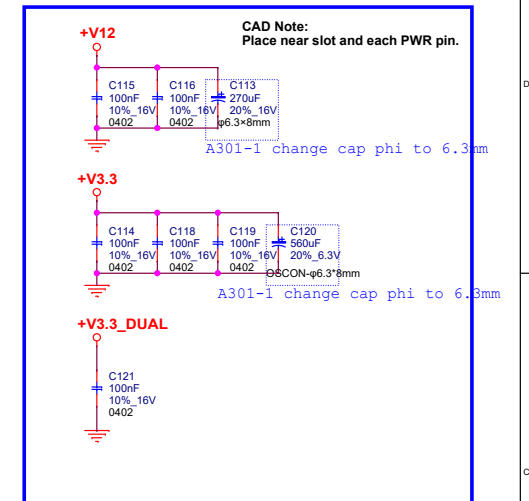 +V12
CAD Note:
Place near slot and each PWR pin.
C115
100nF
10%_16V
0402
C116
100nF
10%_16V
0402
C113
270uF
20%_16V
φ6.3×8mm
A301-1 change cap phi to 6.3mm
+V3.3
C114
100nF
10%_16V
0402
C118
100nF
10%_16V
0402
C119
100nF
10%_16V
0402
C120
560uF
20%_6.3V
OSCON-φ6.3*8mm
A301-1 change cap phi to 6.3mm
+V3.3_DUAL
C121
100nF
10%_16V
0402
D
C